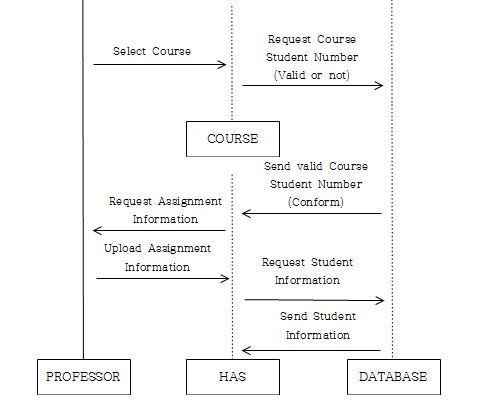 Request Course
Student Number
(Valid or not)
Select Course
COURSE
Send valid Course
Student Number
(Conform)
Request Assignment
Information
Upload Assignment
Information
Request Student
Information
Send Student
Information
PROFESSOR
HAS
DATABASE